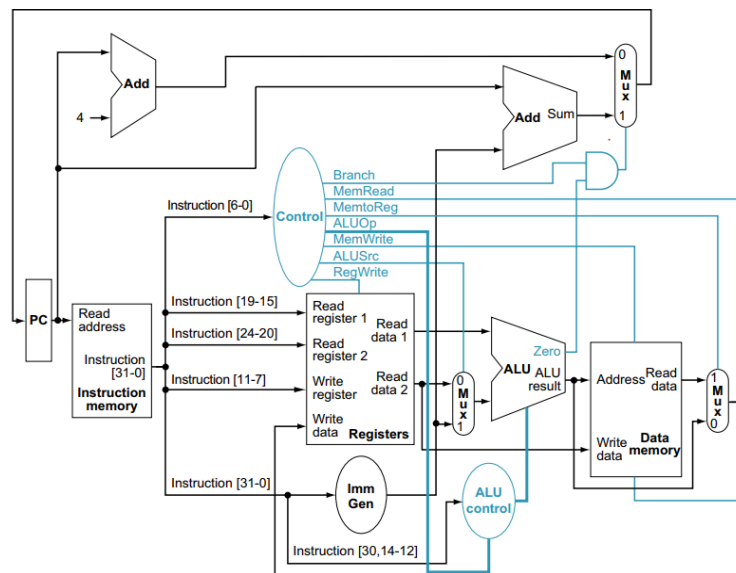 Add
4
Add Sum
0
M
u
x
1
Branch
MemRead
MemtoReg
ALUOp
MemWrite
ALUSrc
RegWrite
Control
Instruction [6-0]
PC
Read
address
Instruction
[31-0]
Instruction
memory
Instruction [19-15]
Instruction [24-20]
Instruction [11-7]
Instruction [31-0]
Instruction [30,14-12]
Read
register 1
Read
register 2
Write
register
Write
data
Read
data 1
Read
data 2
Registers
Imm
Gen
0
M
u
x
1
ALU
Zero
ALU
result
ALU
control
Address
Read
data
Write
data
Data
memory
1
M
u
x
0